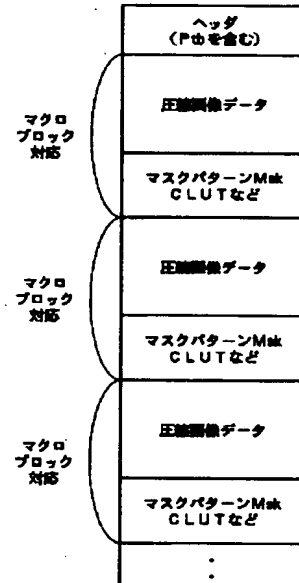 ヘッダ
(Pthを含む)
マクロ
ブロック
対応
圧縮画像データ
マスクパターンMsk
CLUTなど
マクロ
ブロック
対応
圧縮画像データ
マスクパターンMsk
CLUTなど
マクロ
ブロック
対応
圧縮画像データ
マスクパターンMsk
CLUTなど